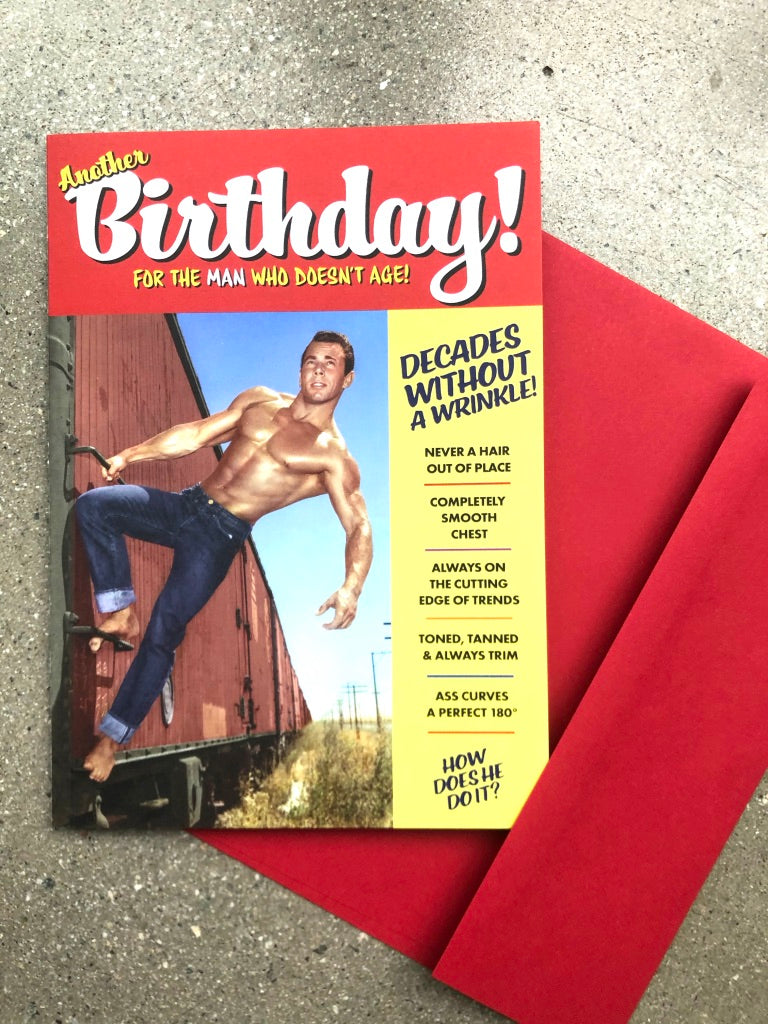 Another
Birthday!
FOR THE MAN WHO DOESN'T AGE!
DECADES
WITHOUT
A WRINKLE!
NEVER A HAIR
OUT OF PLACE
COMPLETELY
SMOOTH
CHEST
ALWAYS ON
THE CUTTING
EDGE OF TRENDS
TONED, TANNED
& ALWAYS TRIM
ASS CURVES
A PERFECT 180°
HOW
DOES HE
DO IT?